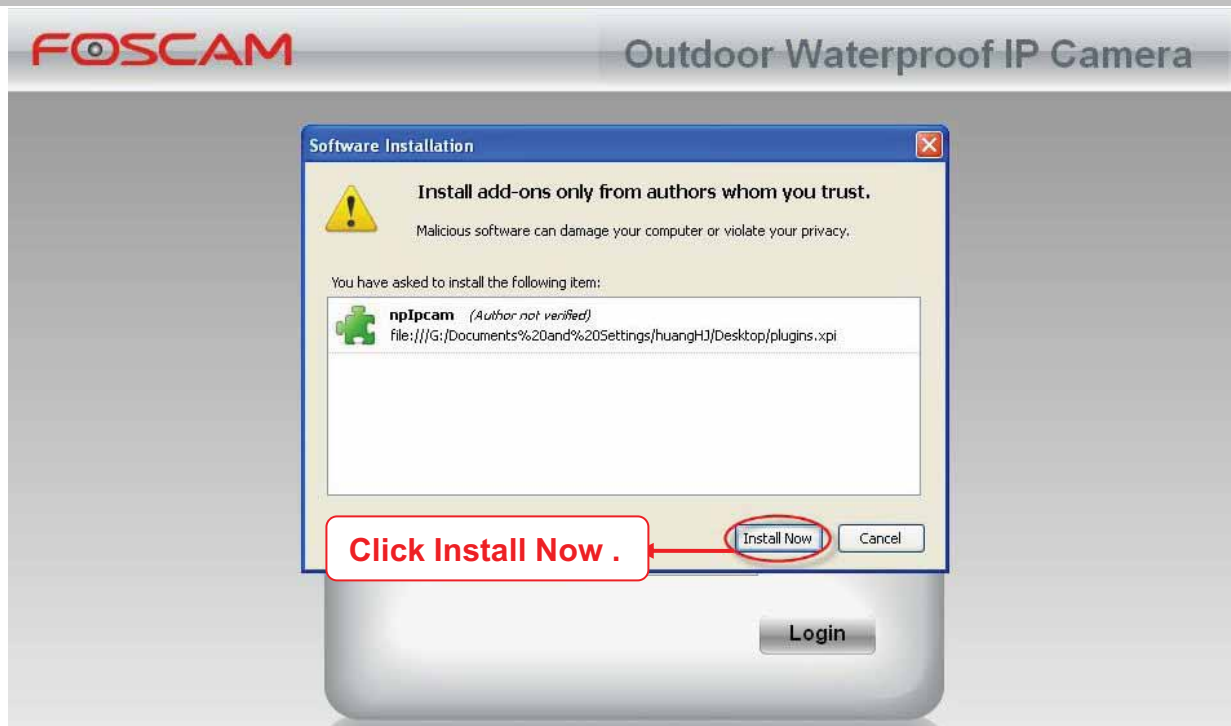 FOSCAM
Outdoor Waterproof IP Camera
Software Installation
Install add-ons only from authors whom you trust.
Malicious software can damage your computer or violate your privacy.
You have asked to install the following item:
npIpcam (Author not verified)
file:///G:/Documents%20and%20Settings/huangHJ/Desktop/plugins.xpi
Click Install Now .
Install Now
Cancel
Login